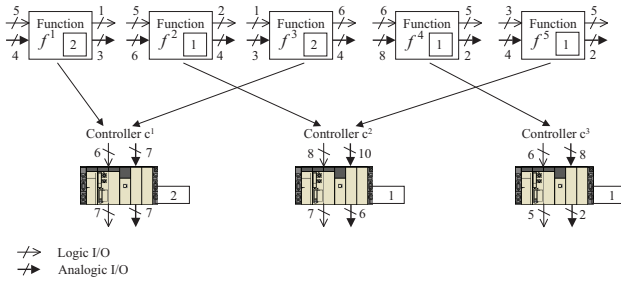 5 1 5 2 1 6 6 5 3 5
Function Function Function Function Function
f¹ 2 f² 1 f³ 2 f⁴ 1 f⁵ 1
4 3 6 4 3 4 8 2 4 2
Controller c¹ Controller c² Controller c³
6 7 8 10 6 8
2 1 1
7 7 7 6 5 2
Logic I/O
Analogic I/O